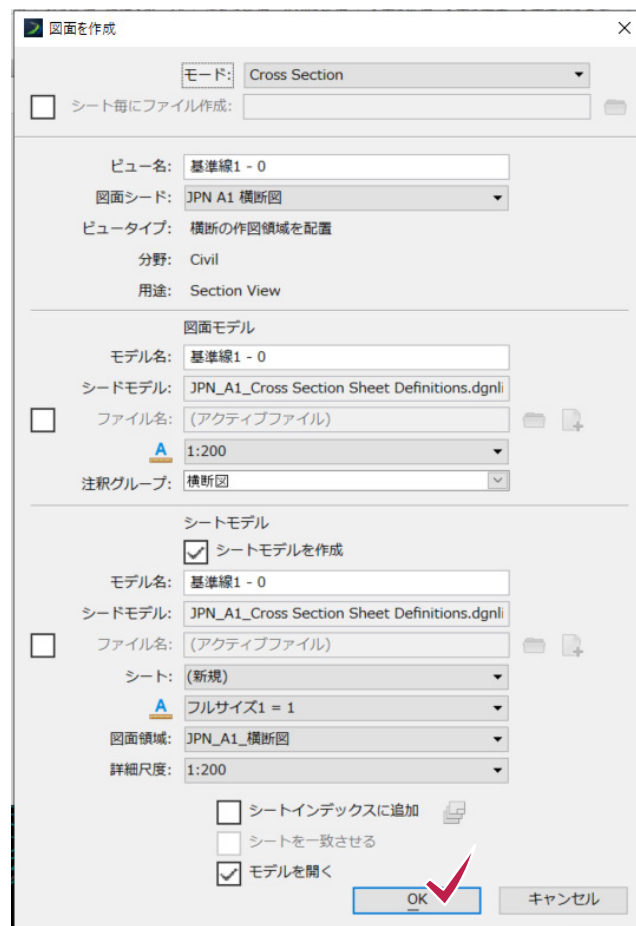 図面を作成
モード: Cross Section
シート毎にファイル作成:
ビュー名: 基準線1 - 0
図面シード: JPN A1 横断図
ビュータイプ: 横断の作図領域を配置
分野: Civil
用途: Section View
図面モデル
モデル名: 基準線1 - 0
シードモデル: JPN_A1_Cross Section Sheet Definitions.dgnli
ファイル名: (アクティブファイル)
A 1:200
注釈グループ: 横断図
シートモデル
シートモデルを作成
モデル名: 基準線1 - 0
シードモデル: JPN_A1_Cross Section Sheet Definitions.dgnli
ファイル名: (アクティブファイル)
シート: (新規)
A フルサイズ1 = 1
図面領域: JPN_A1_横断図
詳細尺度: 1:200
シートインデックスに追加
シートを一致させる
モデルを開く
OK キャンセル